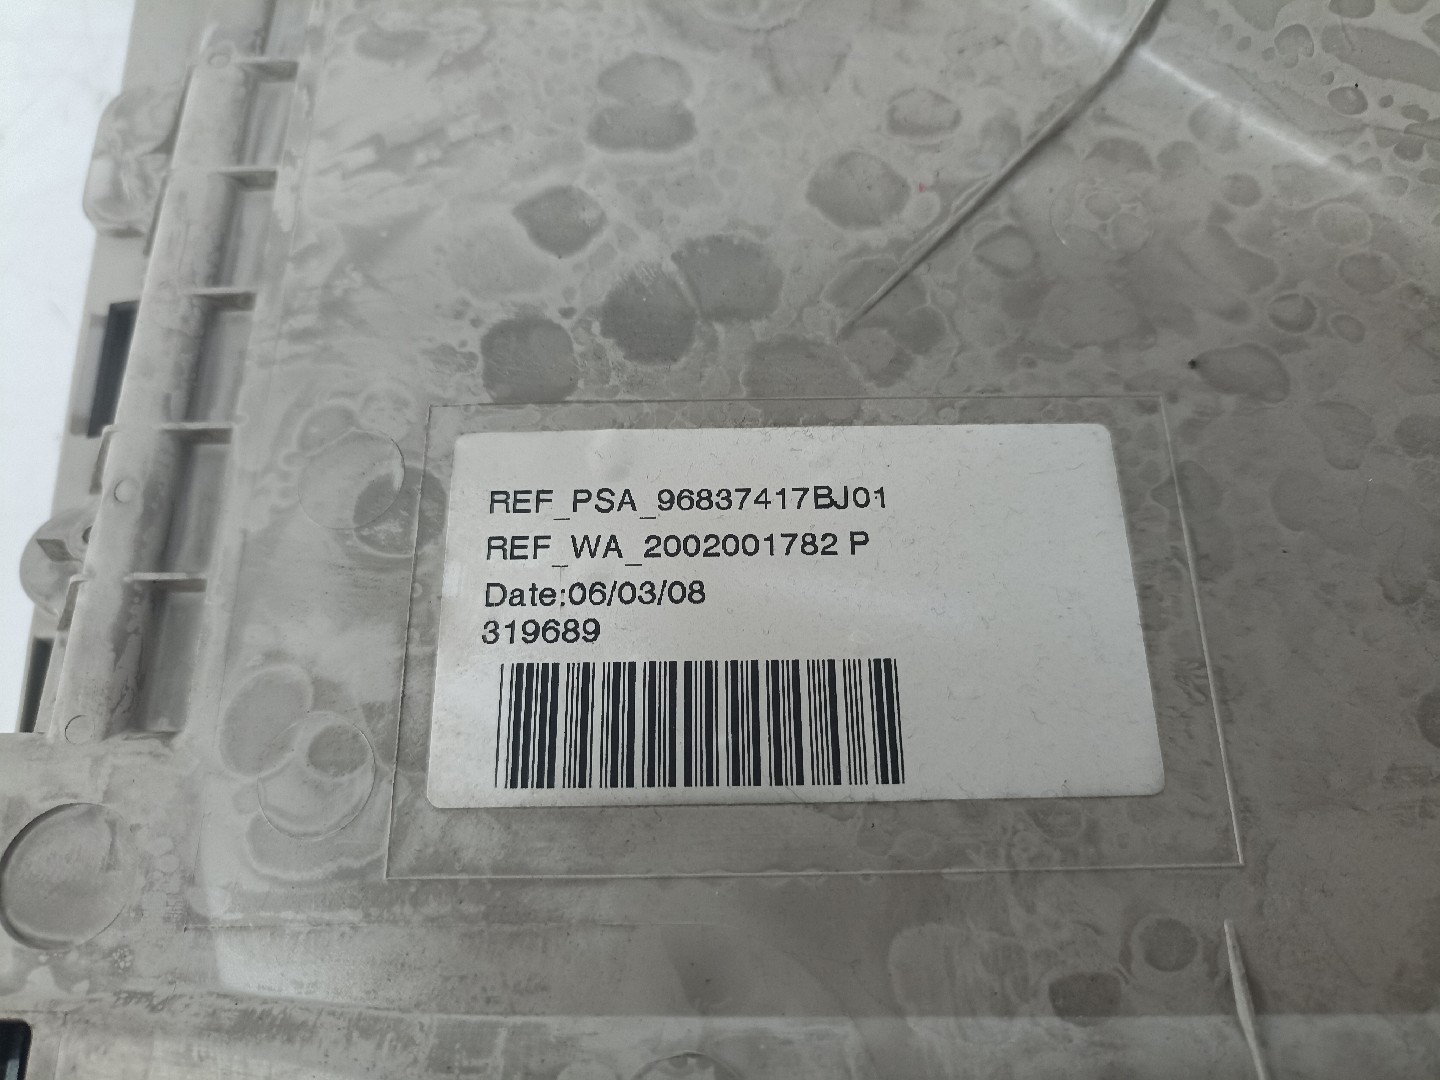 REF_PSA_96837417BJ01
REF_WA_2002001782 P
Date:06/03/08
319689